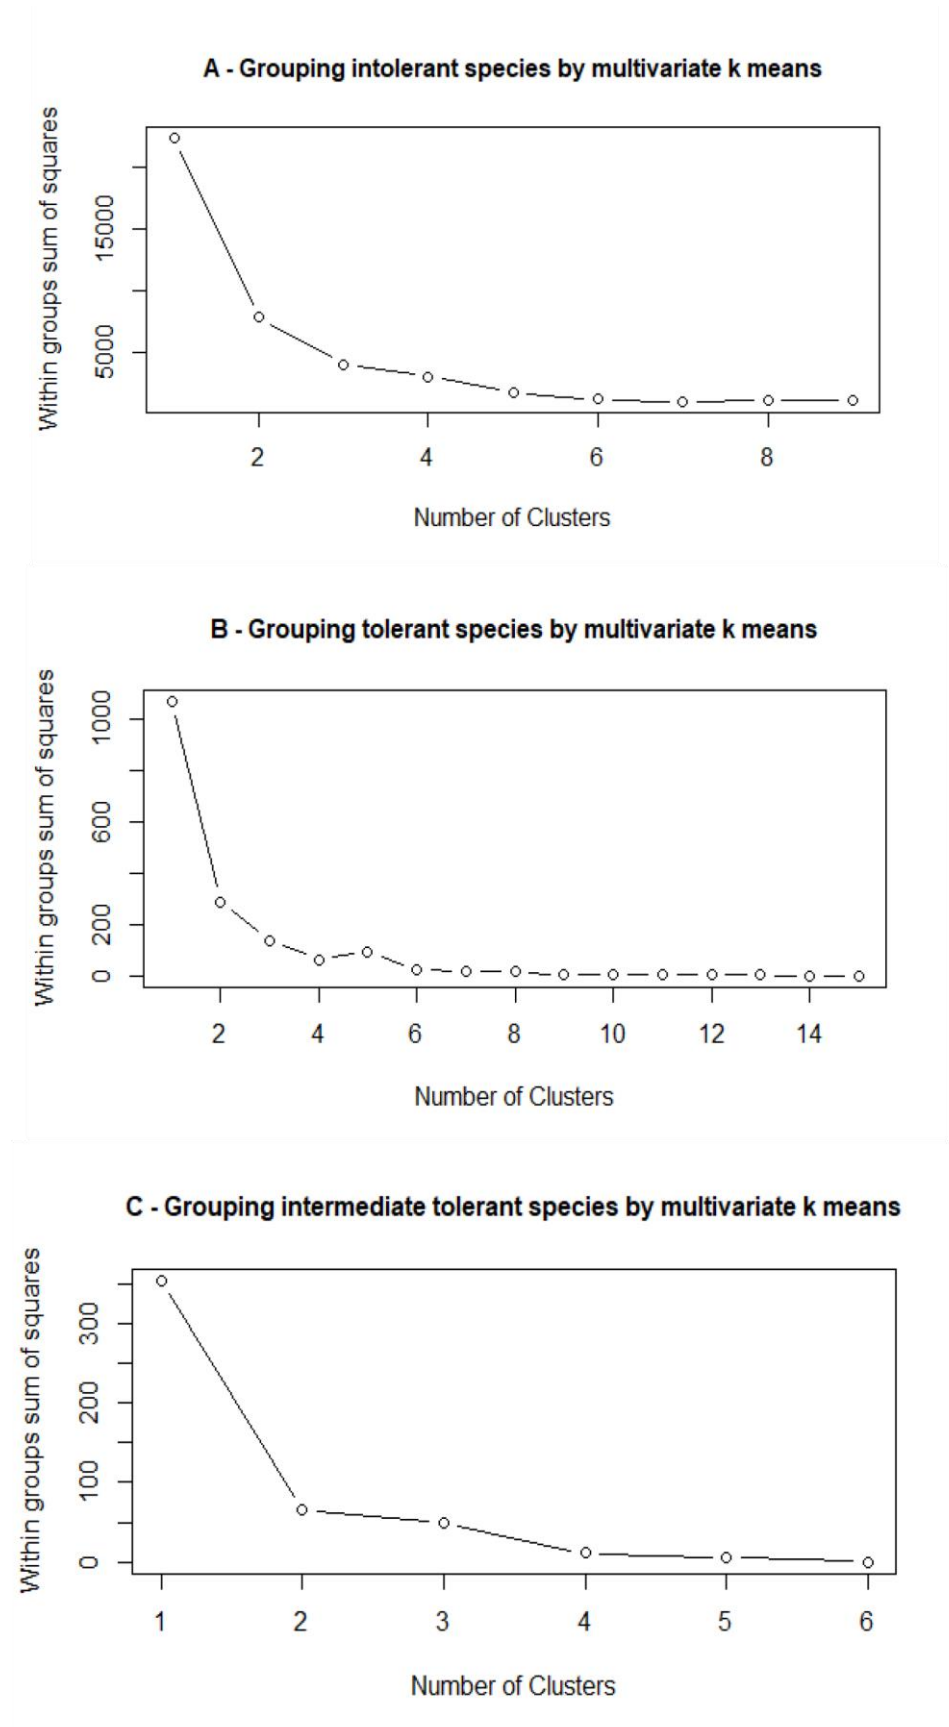 A - Grouping intolerant species by multivariate k means
Within groups sum of squares
15000
5000
2 4 6 8
Number of Clusters
B - Grouping tolerant species by multivariate k means
Within groups sum of squares
1000
600
200
0
2 4 6 8 10 12 14
Number of Clusters
C - Grouping intermediate tolerant species by multivariate k means
Within groups sum of squares
300
200
100
0
1 2 3 4 5 6
Number of Clusters